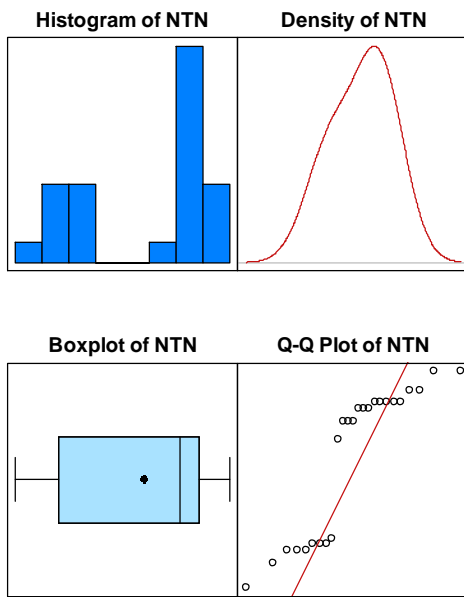 Histogram of NTN
Density of NTN
Boxplot of NTN
Q-Q Plot of NTN